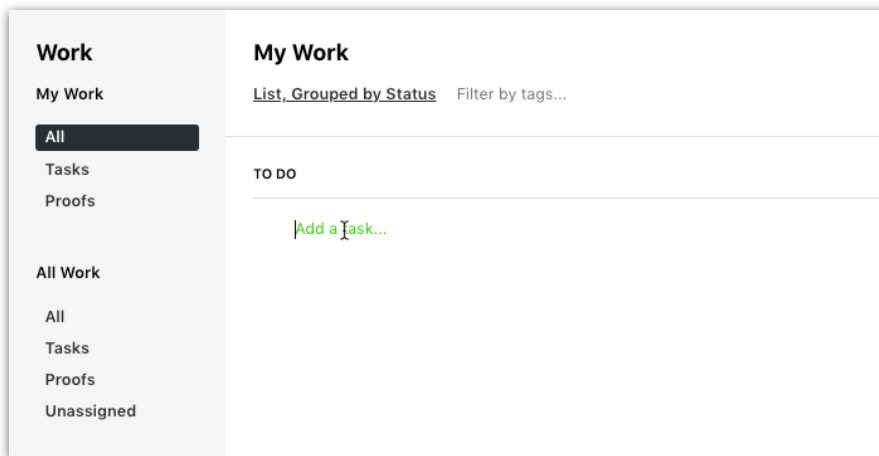 Work
My Work
All
Tasks
Proofs
All Work
All
Tasks
Proofs
Unassigned
My Work
List, Grouped by Status Filter by tags...
TO DO
Add a task...